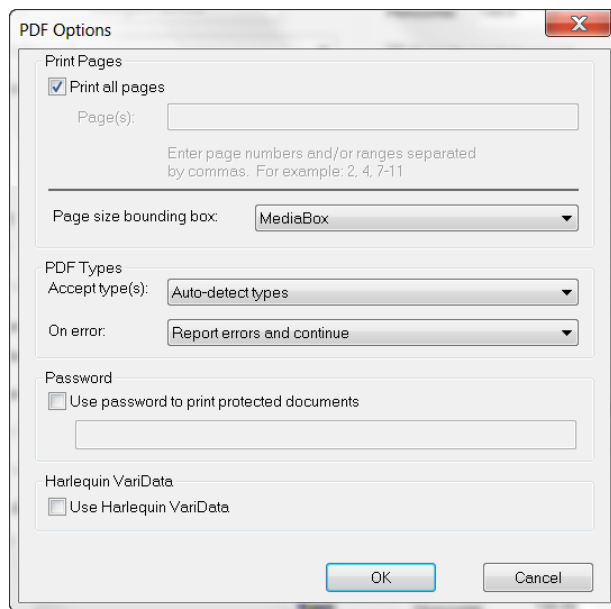 PDF Options
Print Pages
Print all pages
Page(s):
Enter page numbers and/or ranges separated
by commas. For example: 2, 4, 7-11
Page size bounding box: MediaBox
PDF Types
Accept type(s): Auto-detect types
On error: Report errors and continue
Password
Use password to print protected documents
Harlequin VariData
Use Harlequin VariData
OK Cancel